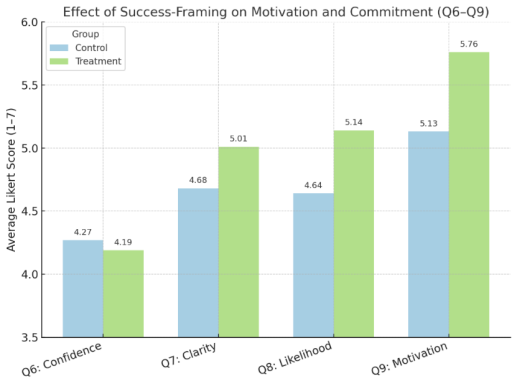 Effect of Success-Framing on Motivation and Commitment (Q6–Q9)
Group
Control
Treatment
Average Likert Score (1–7)
6.0
5.5
5.0
4.5
4.0
3.5
4.27
4.19
4.68
5.01
4.64
5.14
5.13
5.76
Q6: Confidence
Q7: Clarity
Q8: Likelihood
Q9: Motivation